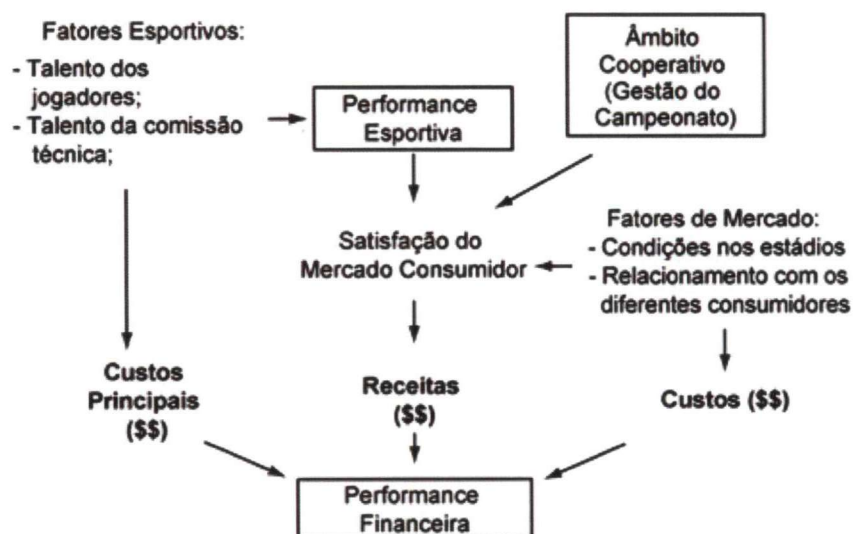 Fatores Esportivos:
- Talento dos
jogadores;
- Talento da comissão
técnica;
Performance
Esportiva
Âmbito
Cooperativo
(Gestão do
Campeonato)
Satisfação do
Mercado Consumidor
Fatores de Mercado:
- Condições nos estádios
- Relacionamento com os
diferentes consumidores
Custos
Principais
($$)
Receitas
($$)
Custos ($$)
Performance
Financeira